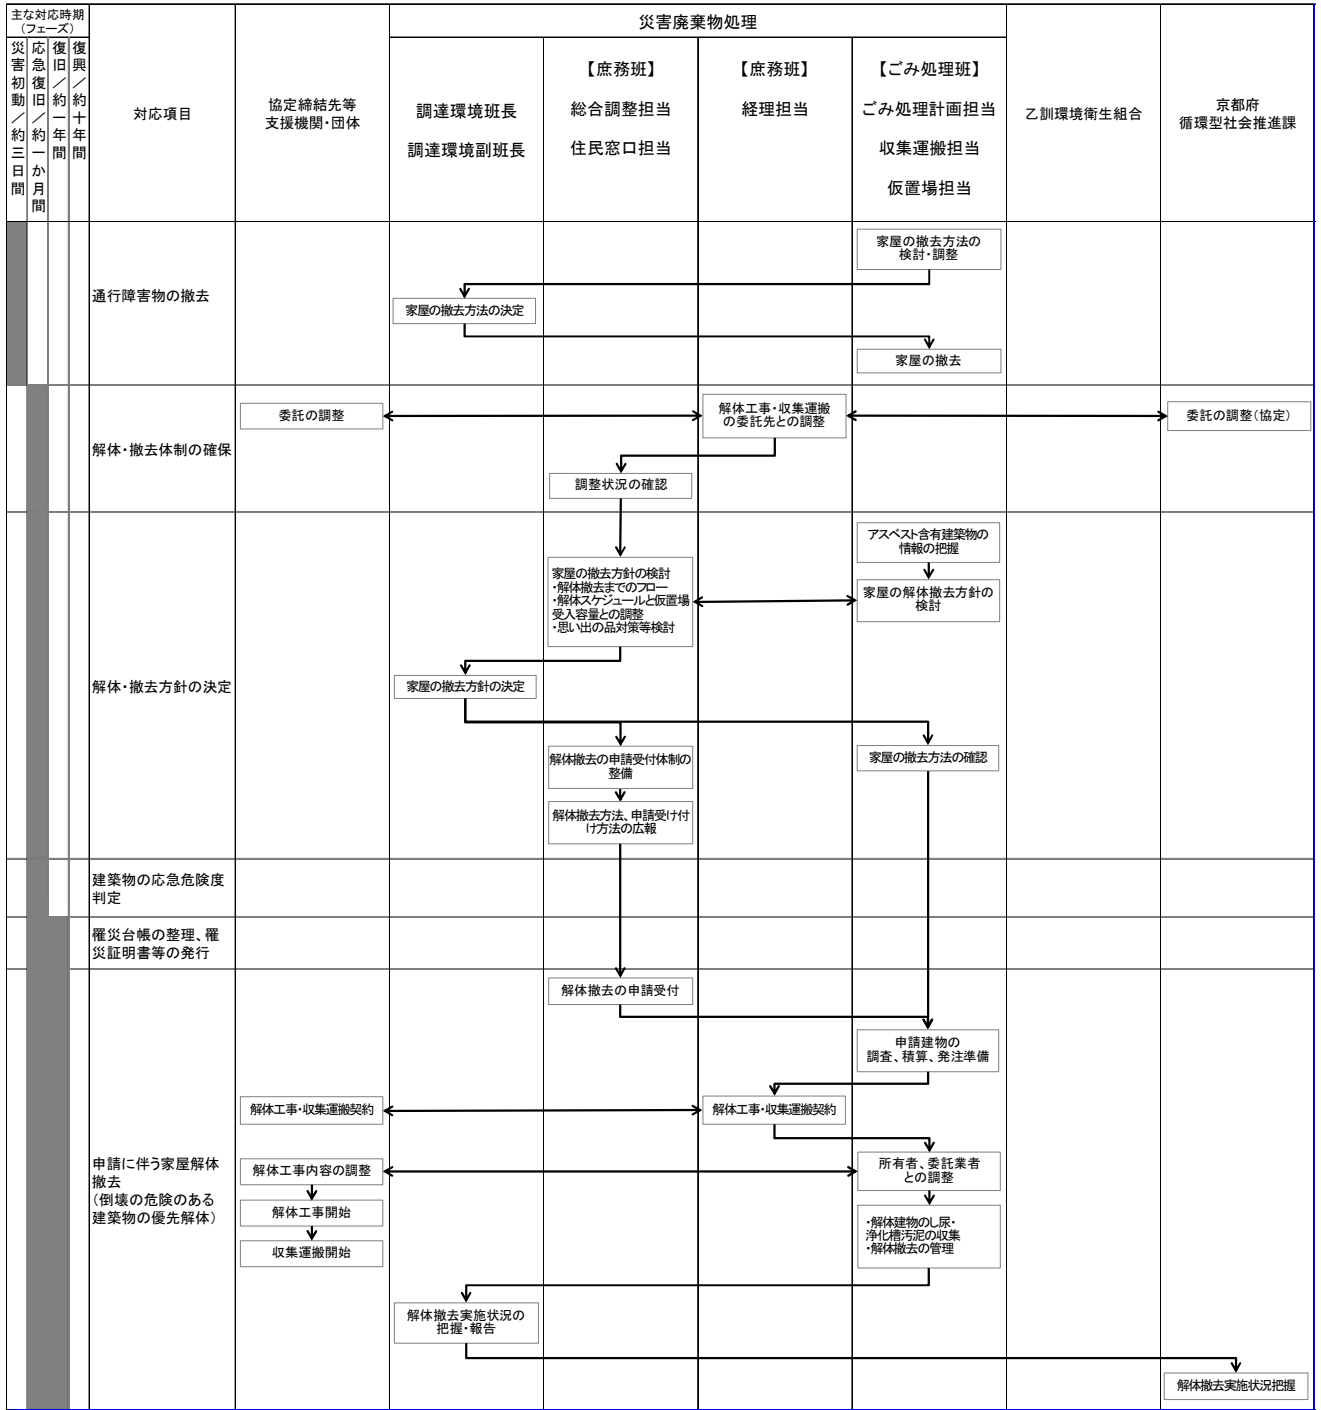 主な対応時期
（フェーズ）
災害初動／約三日間
応急復旧／約一か月間
復旧／約一年間
復興／約十年間
対応項目
協定締結先等
支援機関・団体
災害廃棄物処理
調達環境班長
調達環境副班長
【庶務班】
総合調整担当
住民窓口担当
【庶務班】
経理担当
【ごみ処理班】
ごみ処理計画担当
収集運搬担当
仮置場担当
乙訓環境衛生組合
京都府
循環型社会推進課
通行障害物の撤去
家屋の撤去方法の
検討・調整
家屋の撤去方法の決定
家屋の撤去
解体・撤去体制の確保
委託の調整
解体工事・収集運搬
の委託先との調整
委託の調整（協定）
調整状況の確認
解体・撤去方針の決定
アスベスト含有建築物の
情報の把握
家屋の撤去方針の検討
・解体撤去までのフロー
・解体スケジュールと仮置場
受入容量との調整
・思い出の品対策等検討
家屋の解体撤去方針の
検討
家屋の撤去方針の決定
解体撤去の申請受付体制の
整備
家屋の撤去方法の確認
解体撤去方法、申請受け付
け方法の広報
建築物の応急危険度
判定
罹災台帳の整理、罹
災証明書等の発行
申請に伴う家屋解体
撤去
（倒壊の危険のある
建築物の優先解体）
解体撤去の申請受付
申請建物の
調査、積算、発注準備
解体工事・収集運搬契約
解体工事・収集運搬契約
解体工事内容の調整
所有者、委託業者
との調整
解体工事開始
収集運搬開始
・解体建物のし尿・
浄化槽汚泥の収集
・解体撤去の管理
解体撤去実施状況の
把握・報告
解体撤去実施状況把握